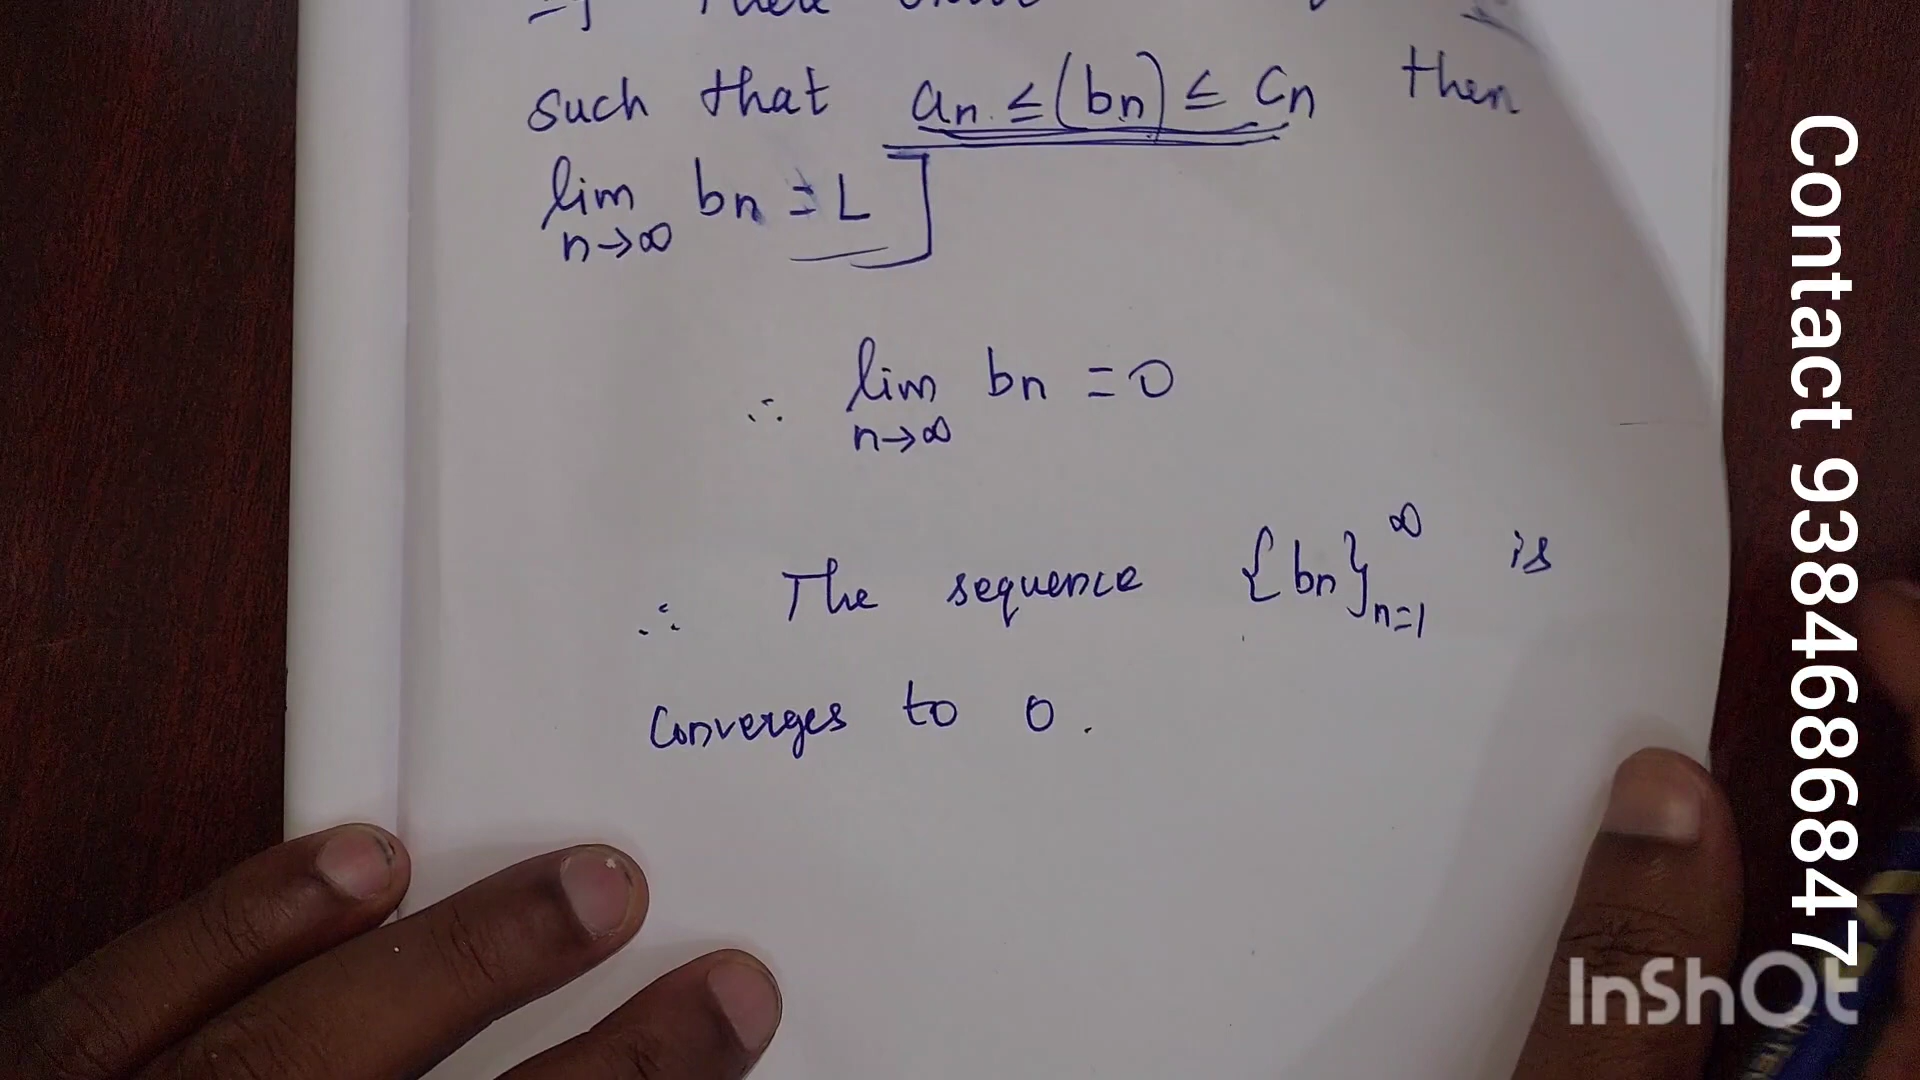 such that an ≤ (bn) ≤ Cn then
lim bn = L
n→∞
∴ lim bn = 0
n→∞
∴ The sequence {bn}∞n=1 is
Converges to 0.
Contact 9384686847
InShOt